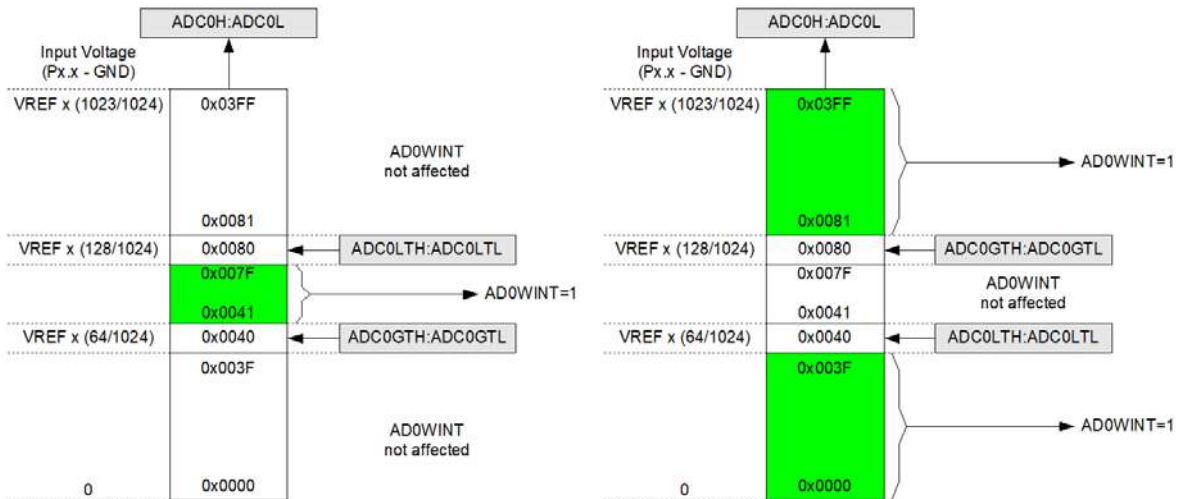 ADC0H:ADC0L
Input Voltage
(Px.x - GND)
VREF x (1023/1024)
0x03FF
AD0WINT
not affected
0x0081
VREF x (128/1024)
0x0080
ADC0LTH:ADC0LTL
0x007F
AD0WINT=1
0x0041
VREF x (64/1024)
0x0040
ADC0GTH:ADC0GTL
0x003F
AD0WINT
not affected
0
0x0000
ADC0H:ADC0L
Input Voltage
(Px.x - GND)
VREF x (1023/1024)
0x03FF
AD0WINT=1
0x0081
VREF x (128/1024)
0x0080
ADC0GTH:ADC0GTL
0x007F
AD0WINT
not affected
0x0041
VREF x (64/1024)
0x0040
ADC0LTH:ADC0LTL
0x003F
AD0WINT=1
0
0x0000